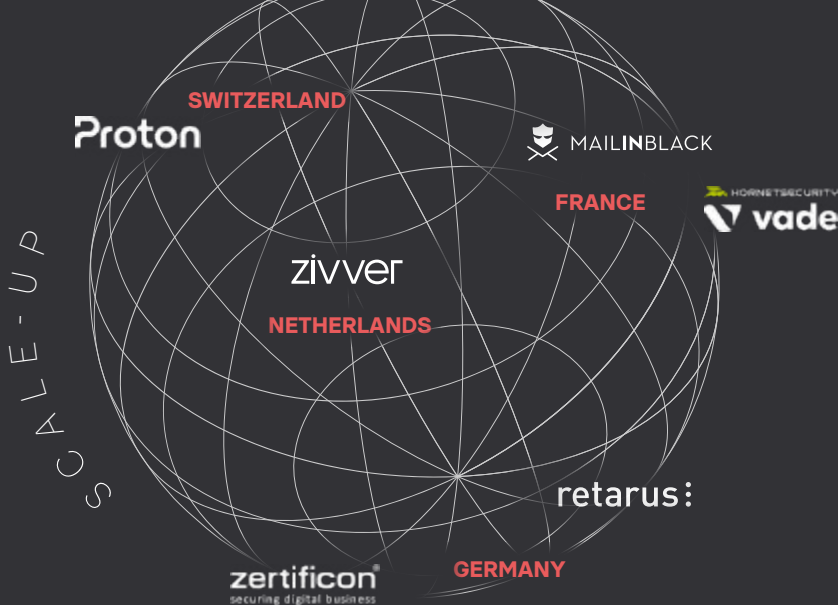 SWITZERLAND
Proton
MAILINBLACK
FRANCE
HORNETSECURITY
vade
zivver
NETHERLANDS
SCALE-UP
retarus:
zertificon®
securing digital business
GERMANY